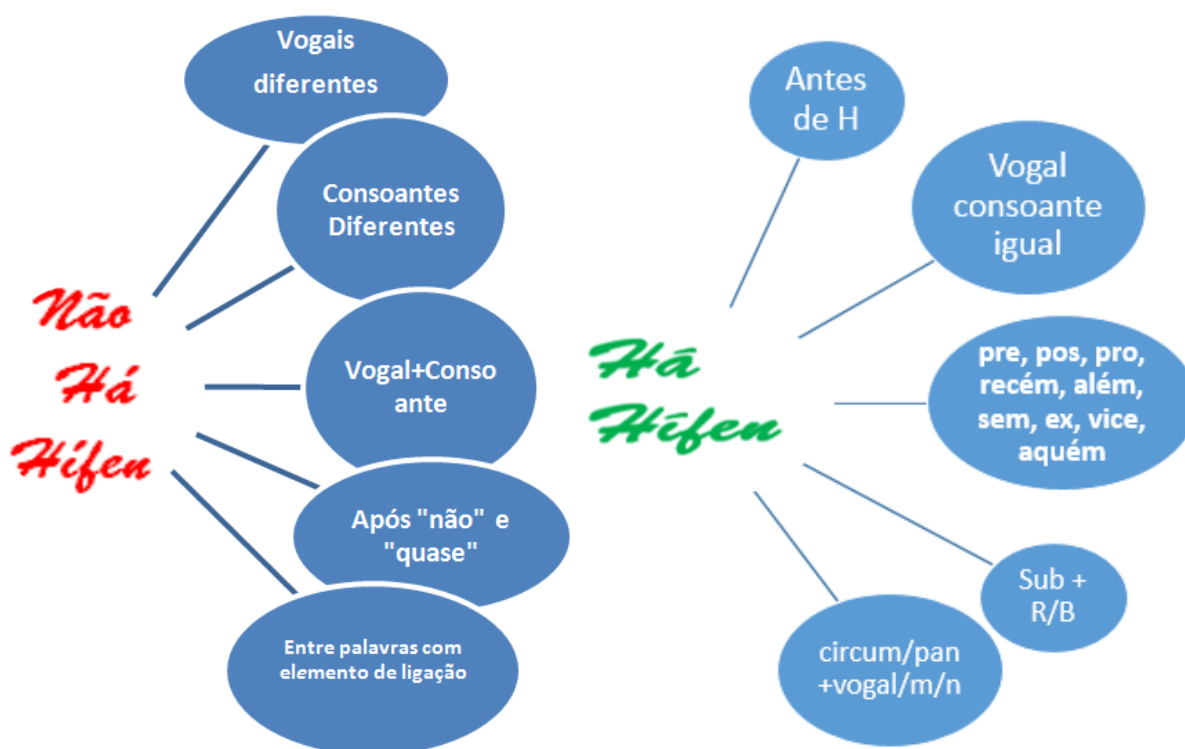 Não
Há
Hífen
Vogais
diferentes
Consoantes
Diferentes
Vogal+Conso
ante
Após "não" e
"quase"
Entre palavras com
elemento de ligação
Há
Hífen
Antes
de H
Vogal
consoante
igual
pre, pos, pro,
recém, além,
sem, ex, vice,
aquém
Sub +
R/B
circum/pan
+vogal/m/n